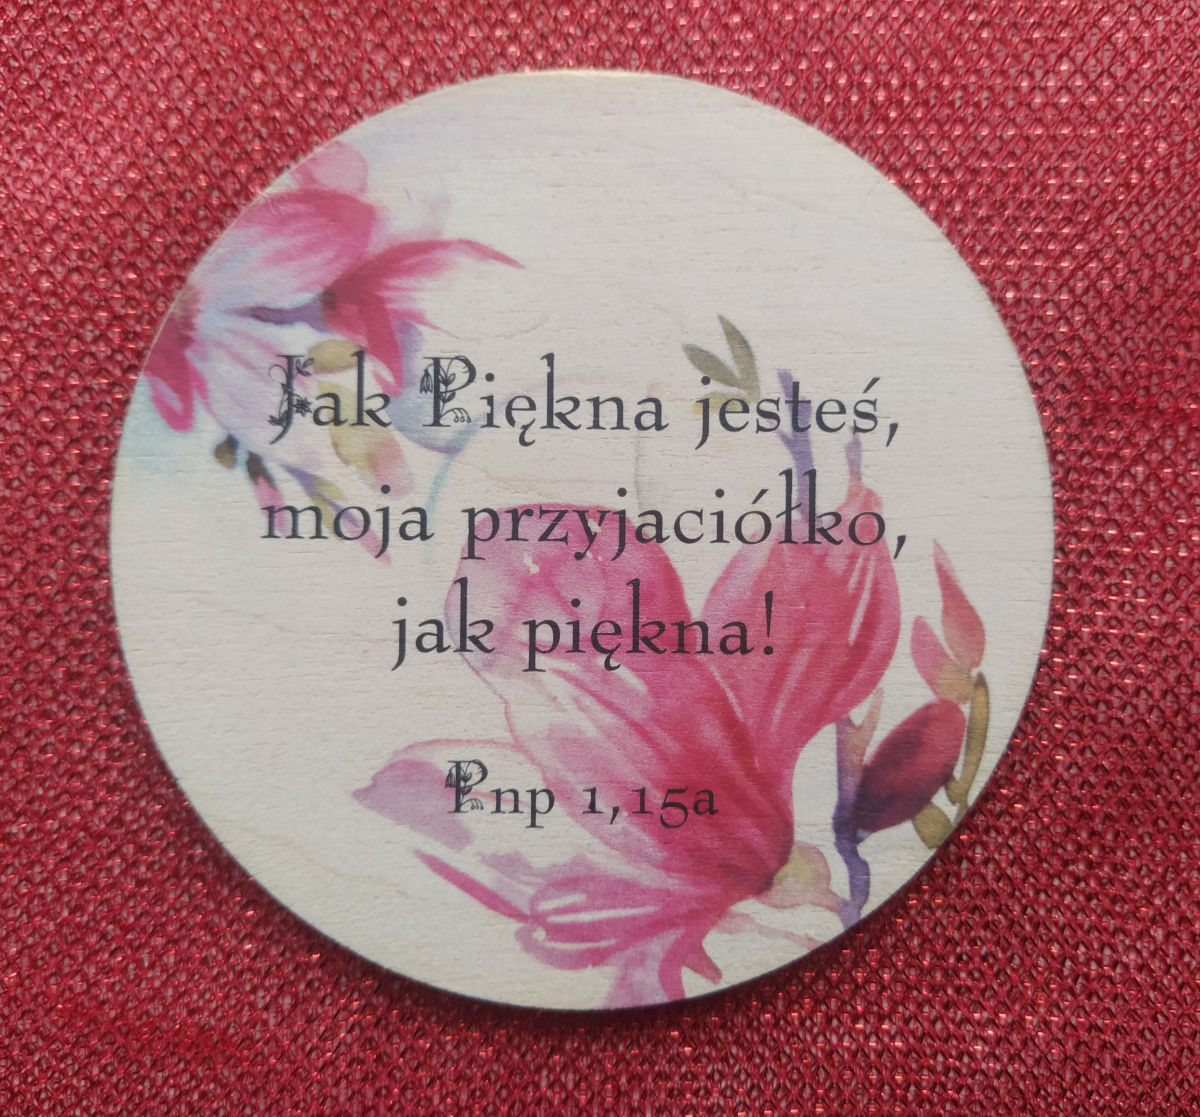 Jak Piękna jesteś,
moja przyjaciółko,
jak piękna!
Pnp 1,15a